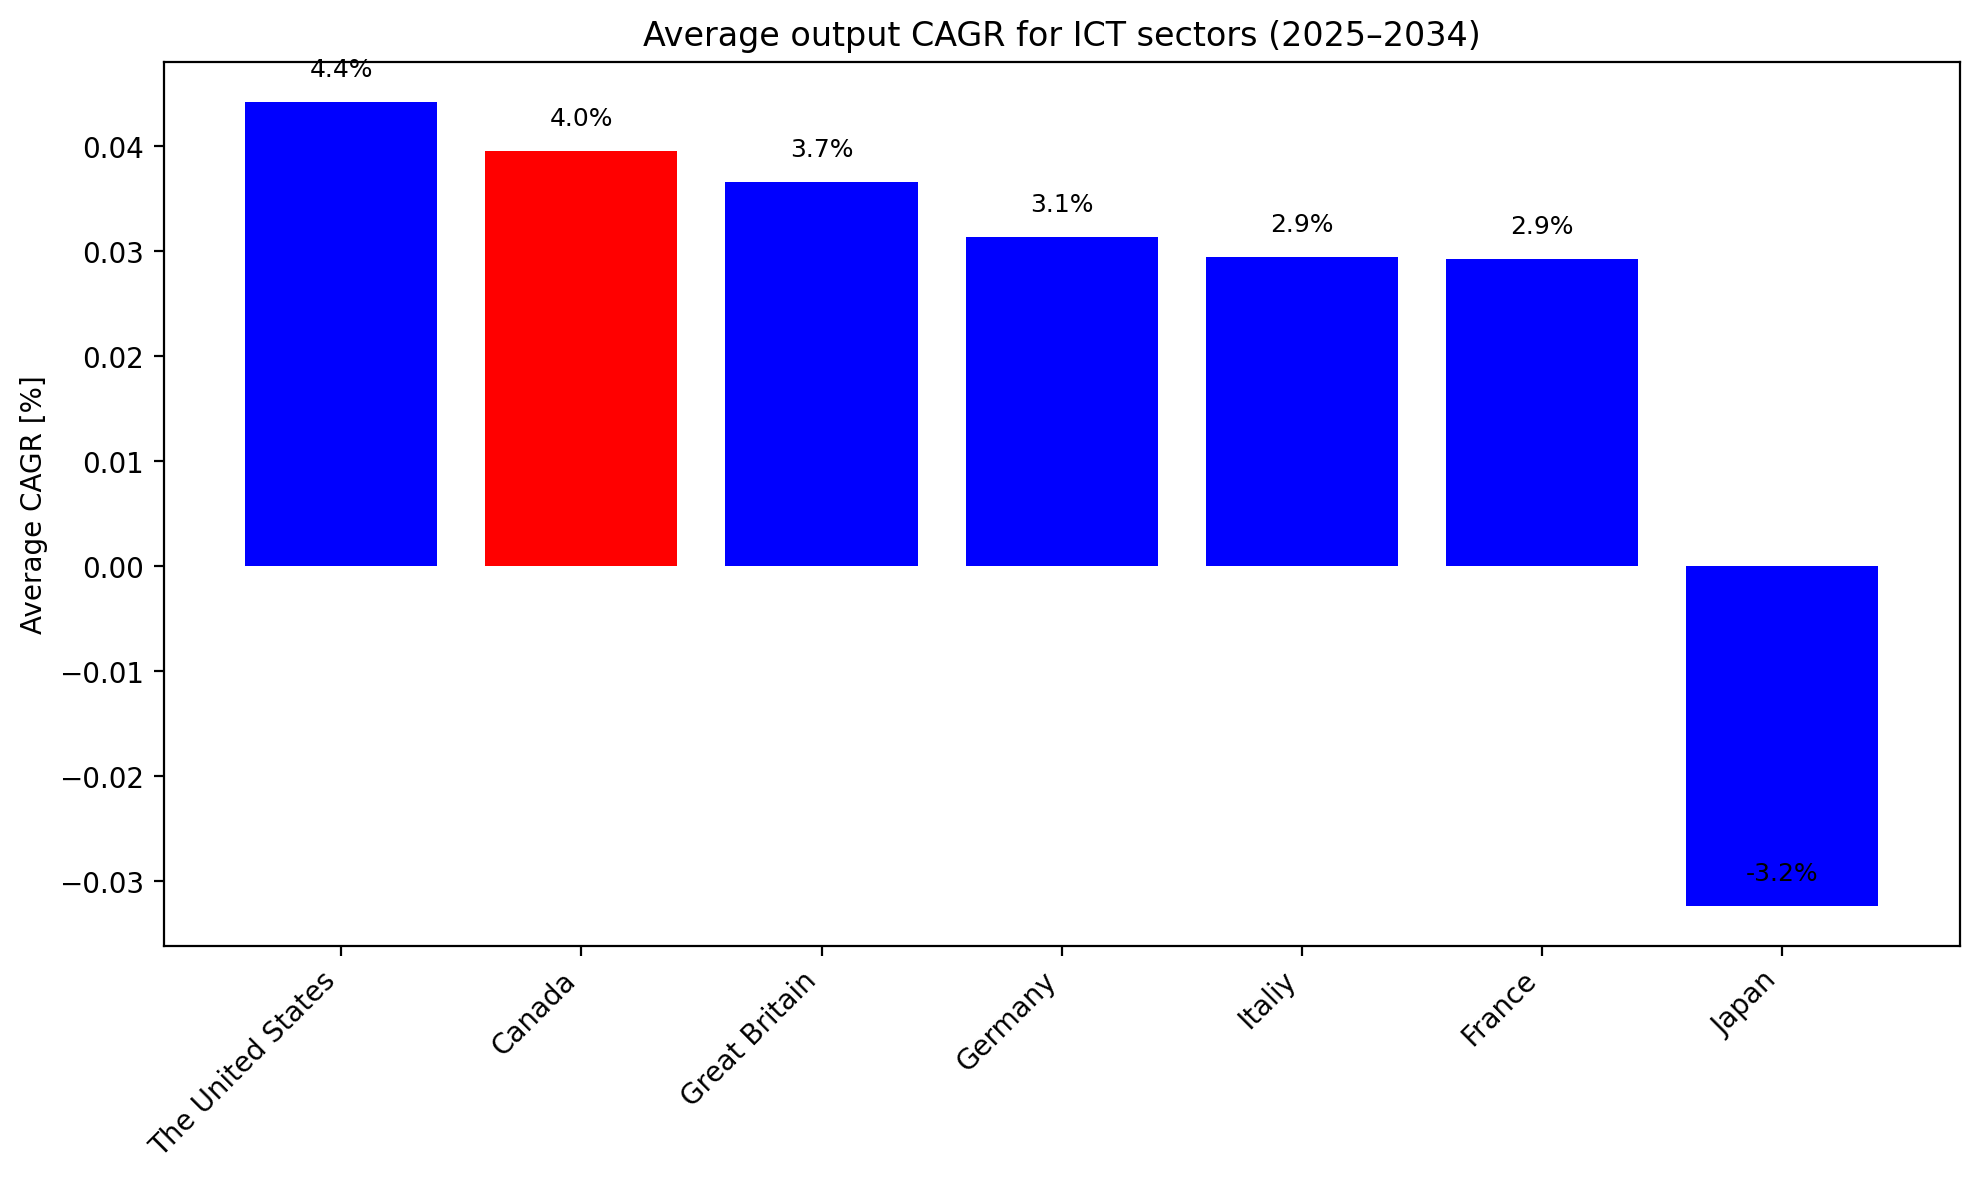 Average output CAGR for ICT sectors (2025–2034)
Average CAGR [%]
0.04
0.03
0.02
0.01
0.00
−0.01
−0.02
−0.03
4.4%
4.0%
3.7%
3.1%
2.9%
2.9%
-3.2%
The United States
Canada
Great Britain
Germany
Italiy
France
Japan